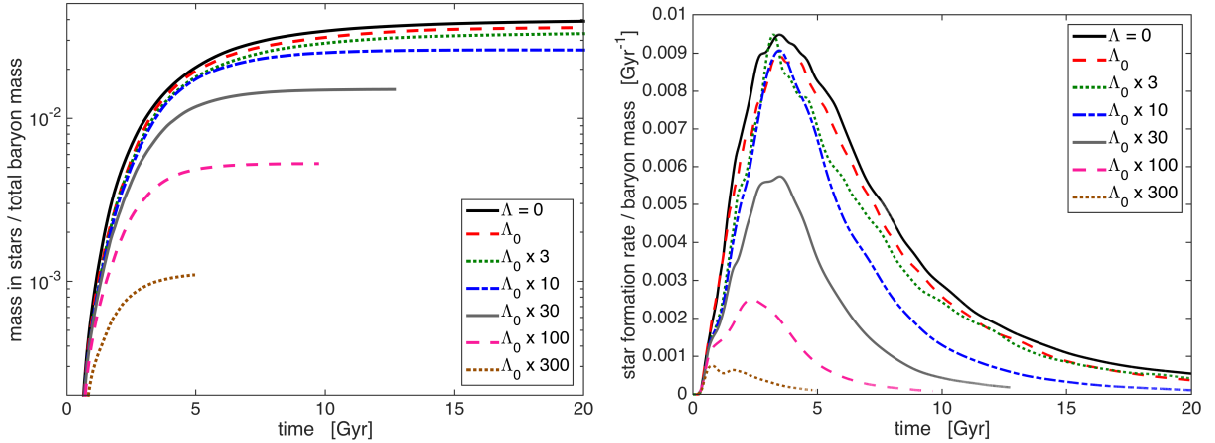 mass in stars / total baryon mass
10⁻²
10⁻³
0
5
10
15
20
time [Gyr]
Λ = 0
Λ₀
Λ₀ x 3
Λ₀ x 10
Λ₀ x 30
Λ₀ x 100
Λ₀ x 300
star formation rate / baryon mass [Gyr⁻¹]
0.01
0.009
0.008
0.007
0.006
0.005
0.004
0.003
0.002
0.001
0
0
5
10
15
20
time [Gyr]
Λ = 0
Λ₀
Λ₀ x 3
Λ₀ x 10
Λ₀ x 30
Λ₀ x 100
Λ₀ x 300